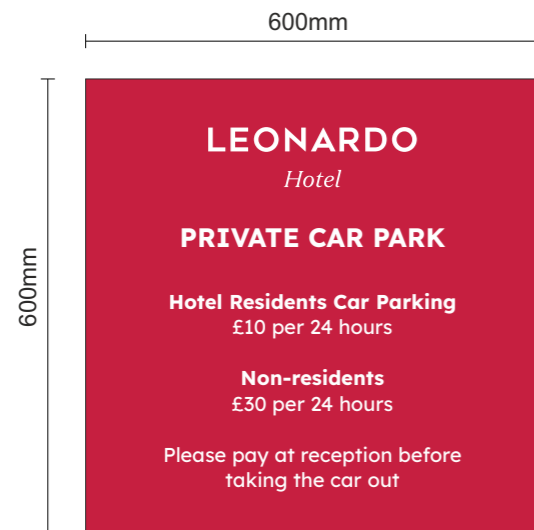 600mm
600mm
LEONARDO
Hotel
PRIVATE CAR PARK
Hotel Residents Car Parking
£10 per 24 hours
Non-residents
£30 per 24 hours
Please pay at reception before
taking the car out